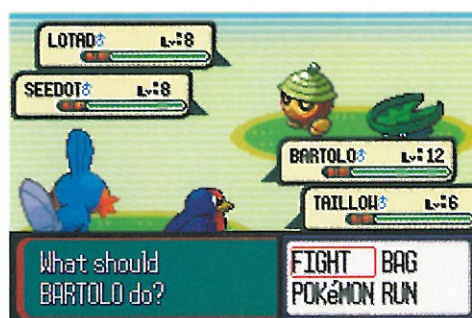 LOTAD♂ Lv:8
SEEDOT♂ Lv:8
BARTOLO♂ Lv:12
TAILLOW♂ Lv:6
What should
BARTOLO do?
FIGHT BAG
POKéMON RUN